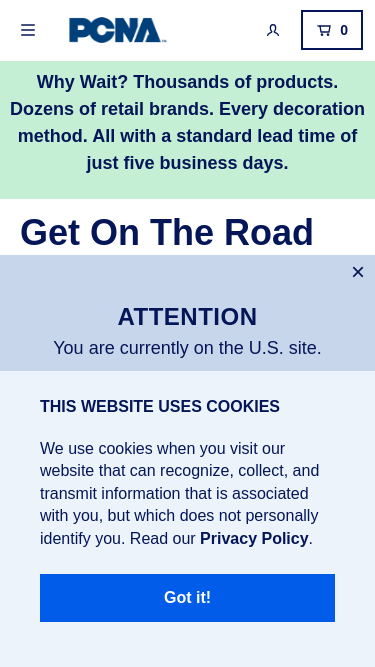 PCNA
0
Why Wait? Thousands of products.
Dozens of retail brands. Every decoration
method. All with a standard lead time of
just five business days.
Get On The Road
ATTENTION
You are currently on the U.S. site.
THIS WEBSITE USES COOKIES
We use cookies when you visit our
website that can recognize, collect, and
transmit information that is associated
with you, but which does not personally
identify you. Read our Privacy Policy.
Got it!